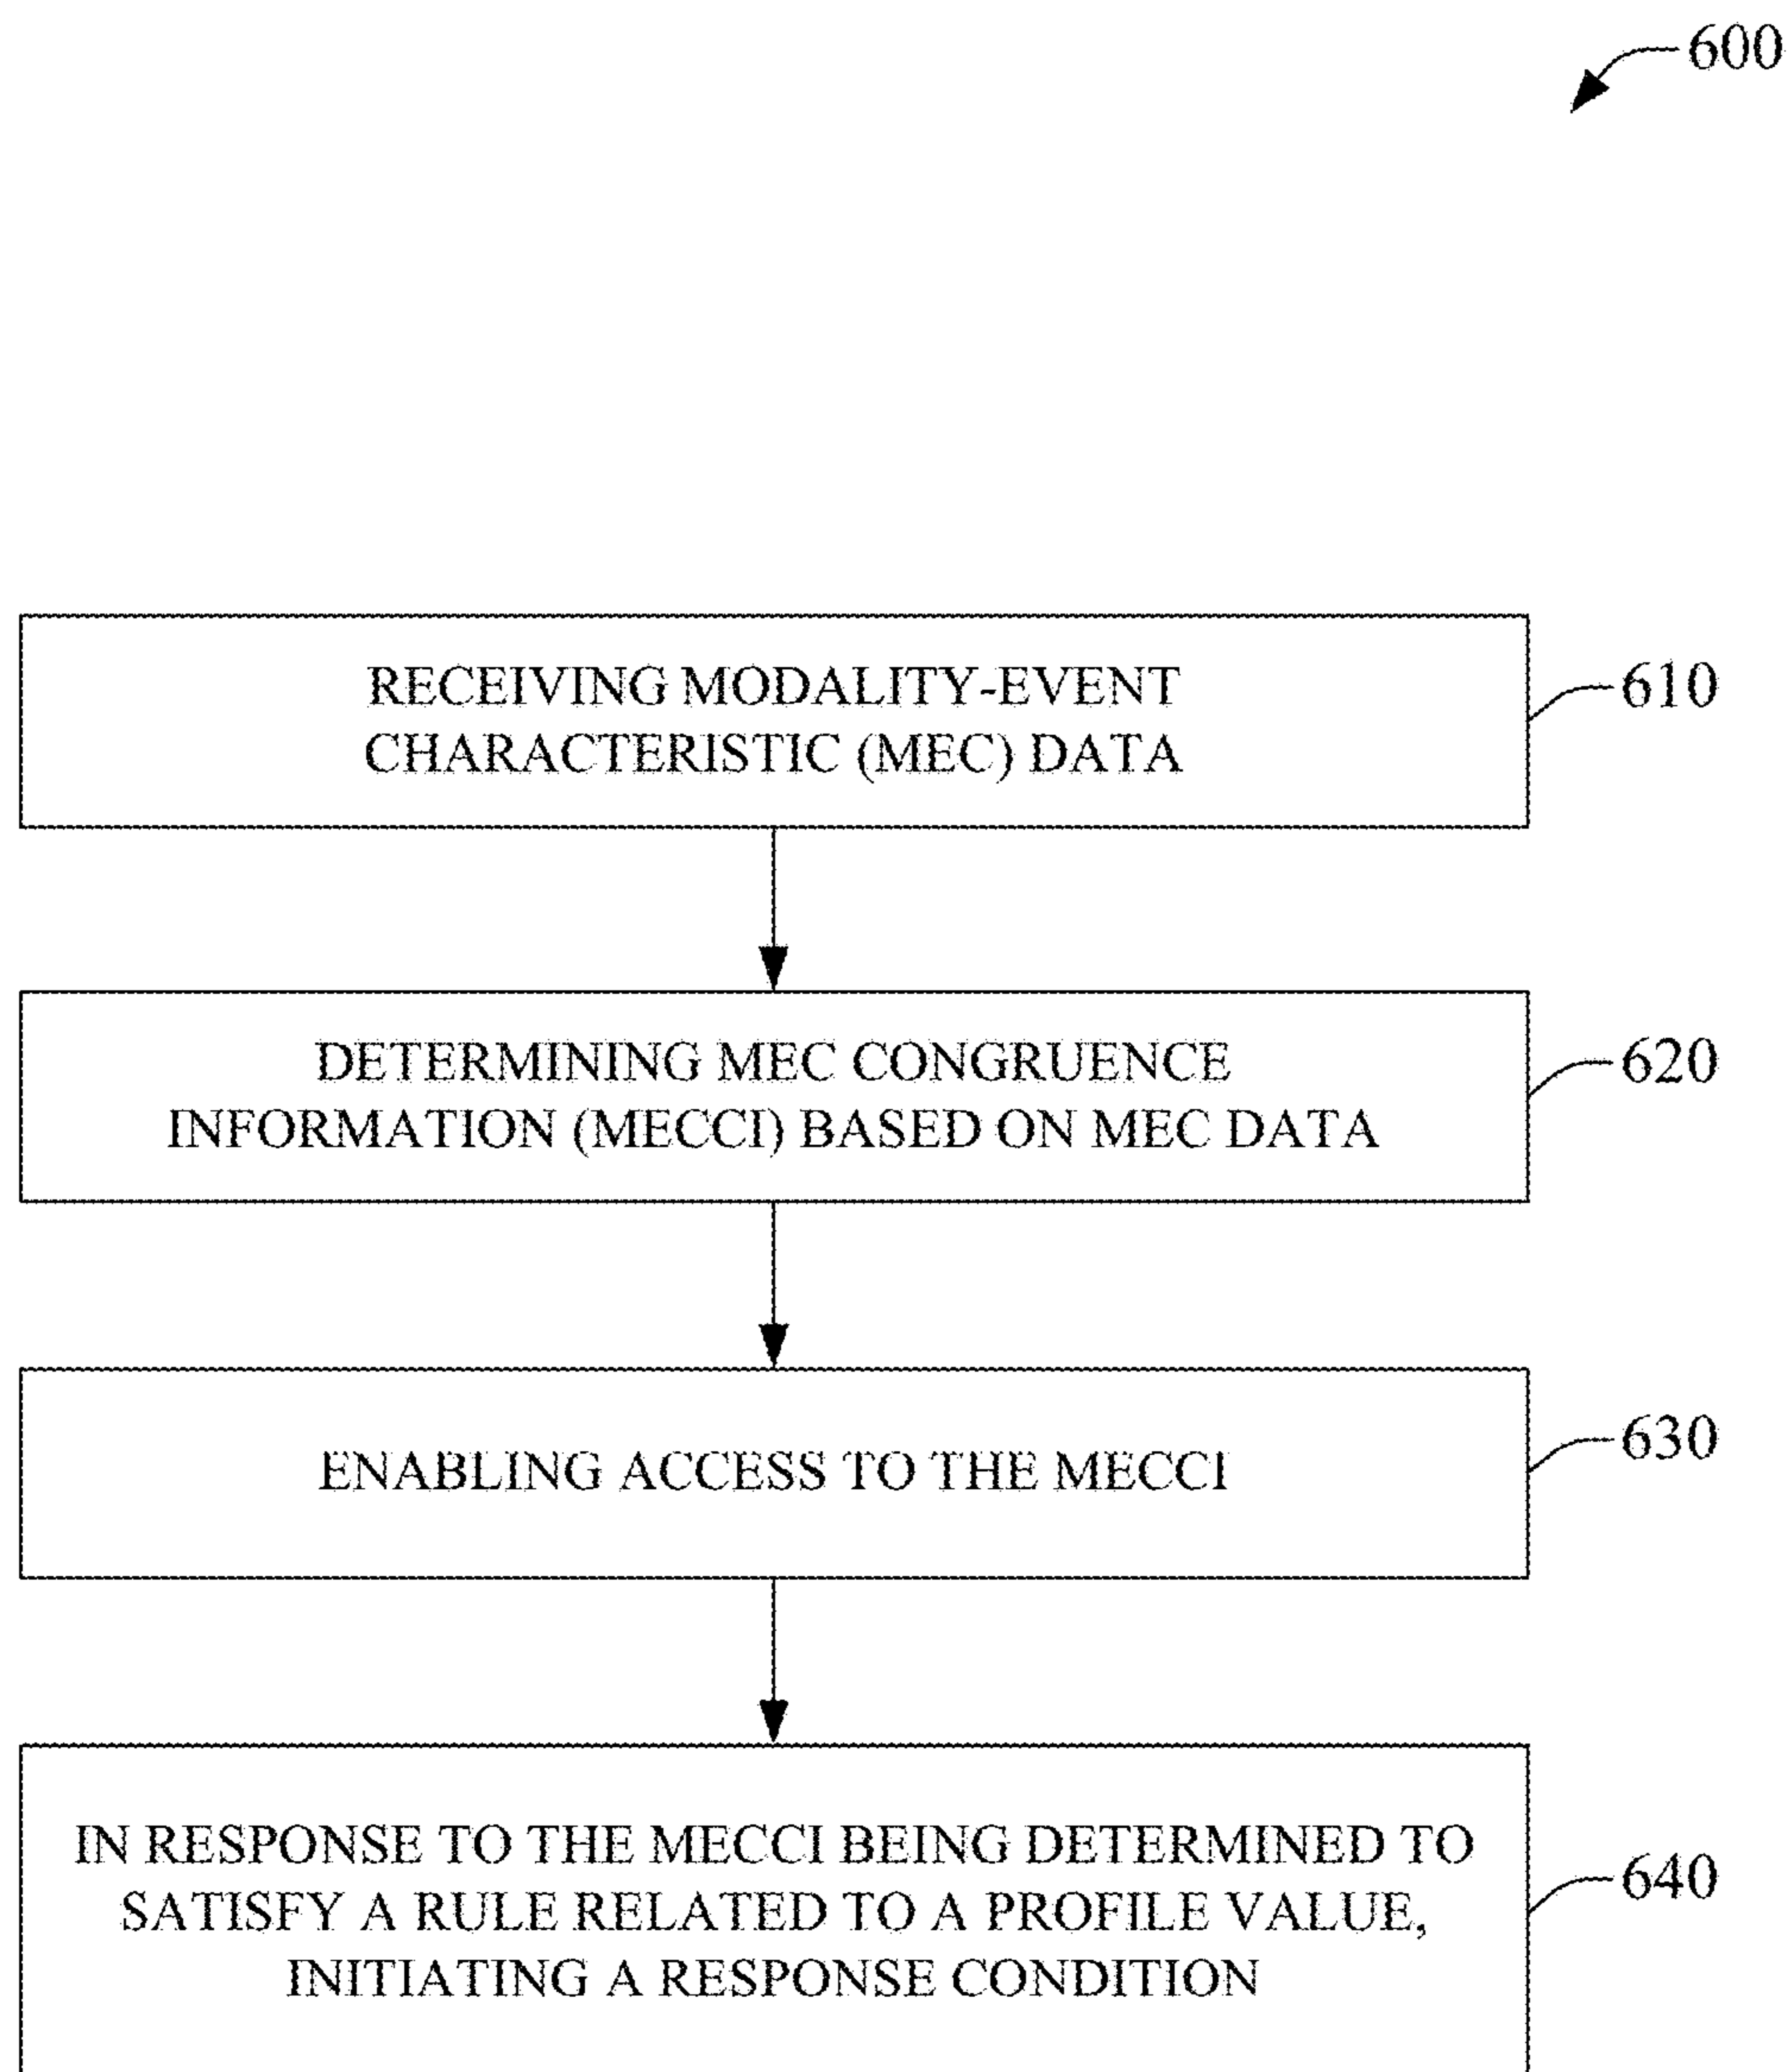 600
RECEIVING MODALITY-EVENT
CHARACTERISTIC (MEC) DATA
610
DETERMINING MEC CONGRUENCE
INFORMATION (MECCI) BASED ON MEC DATA
620
ENABLING ACCESS TO THE MECCI
630
IN RESPONSE TO THE MECCI BEING DETERMINED TO
SATISFY A RULE RELATED TO A PROFILE VALUE,
INITIATING A RESPONSE CONDITION
640